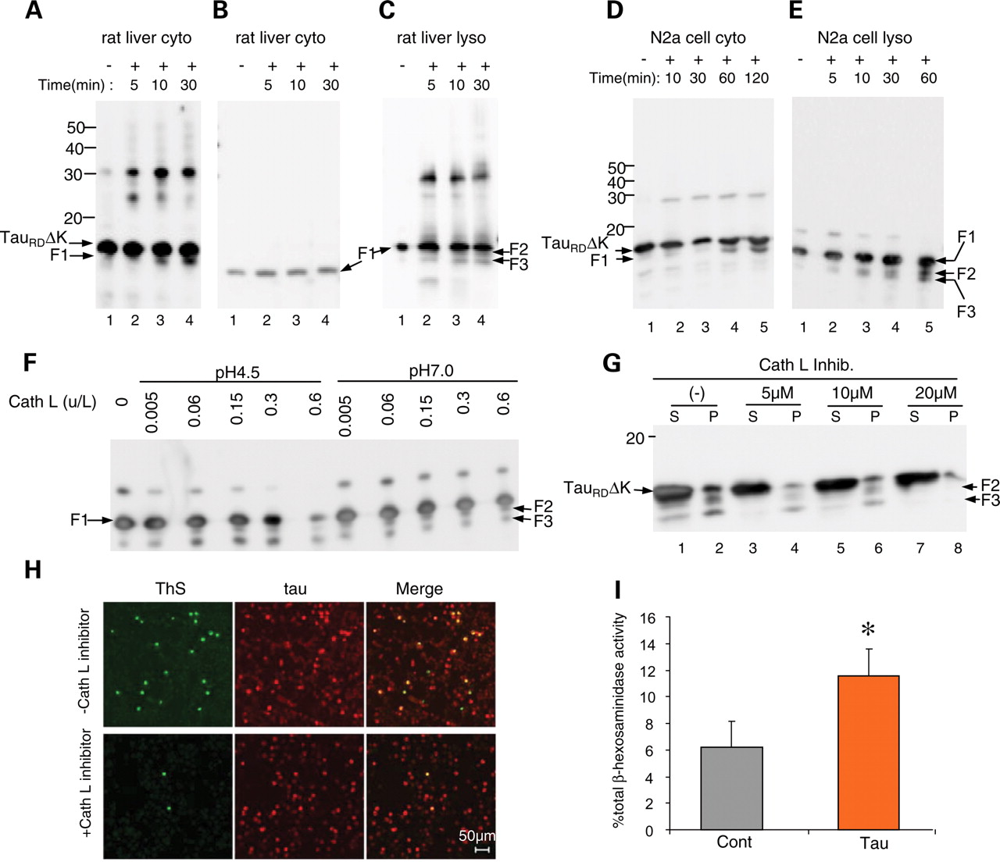 A
B
C
D
E
rat liver cyto
rat liver cyto
rat liver lyso
N2a cell cyto
N2a cell lyso
- + + +
- + + +
- + + +
- + + + +
- + + + +
Time(min) : 5 10 30
5 10 30
5 10 30
Time(min): 10 30 60 120
5 10 30 60
50
40
30
20
TauRDΔK
F1
F1
F2
F3
50
40
30
20
TauRDΔK
F1
F1
F2
F3
1 2 3 4
1 2 3 4
1 2 3 4
1 2 3 4 5
1 2 3 4 5
F
pH4.5
pH7.0
Cath L (u/L) 0 0.005 0.06 0.15 0.3 0.6 0.005 0.06 0.15 0.3 0.6
F1
F2
F3
G
Cath L Inhib.
(-) 5µM 10µM 20µM
S P S P S P S P
20
TauRDΔK
F2
F3
1 2 3 4 5 6 7 8
H
ThS
tau
Merge
-Cath L inhibitor
+Cath L inhibitor
50µm
I
%total β-hexosaminidase activity
16
14
12
10
8
6
4
2
0
*
Cont
Tau